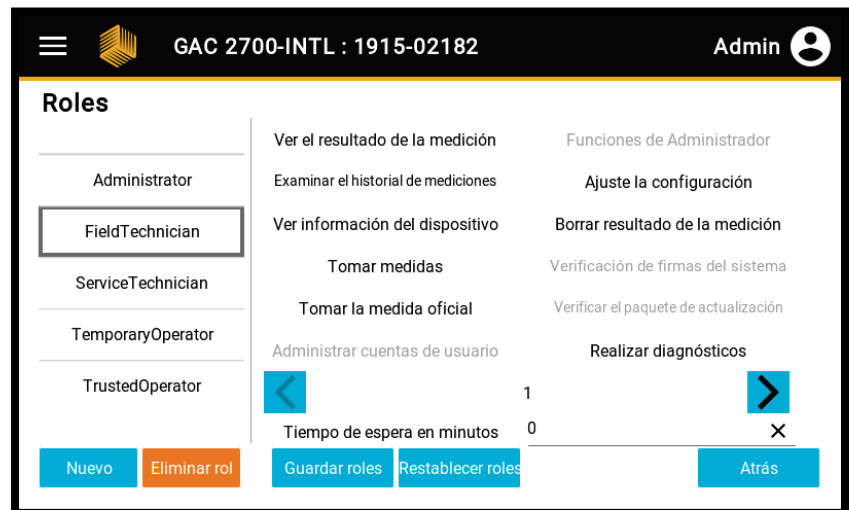 GAC 2700-INTL : 1915-02182
Admin
Roles
Administrator
FieldTechnician
ServiceTechnician
TemporaryOperator
TrustedOperator
Ver el resultado de la medición
Funciones de Administrador
Examinar el historial de mediciones
Ajuste la configuración
Ver información del dispositivo
Borrar resultado de la medición
Tomar medidas
Verificación de firmas del sistema
Tomar la medida oficial
Verificar el paquete de actualización
Administrar cuentas de usuario
Realizar diagnósticos
1
Tiempo de espera en minutos
0
Nuevo
Eliminar rol
Guardar roles
Restablecer roles
Atrás